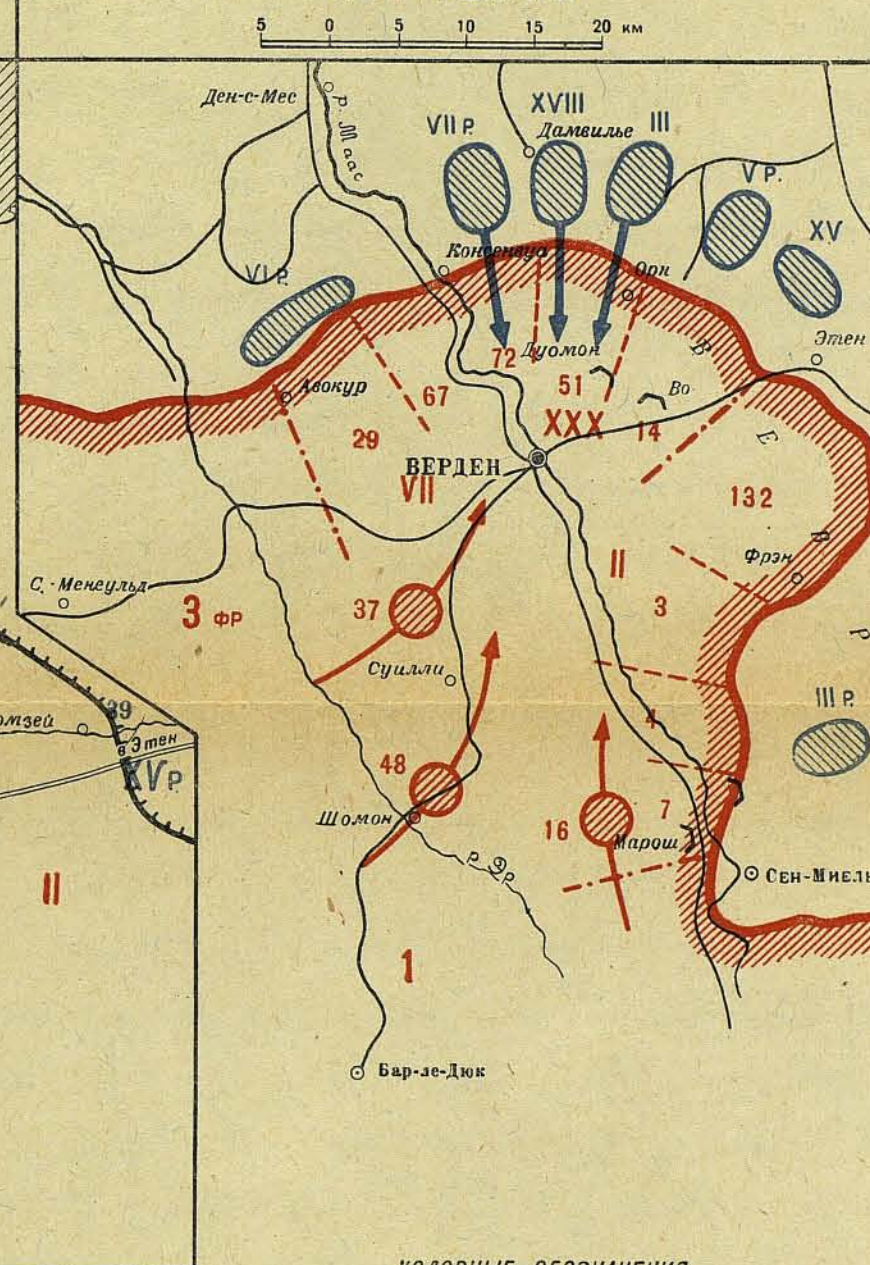 5 0 5 10 15 20 км
Ден-с-Мес
р. Маас
VII Р.
XVIII
III
Дамвилье
V Р.
XV
VI Р.
Консенвуа
Орн
Этен
72
Дуомон
51
Во
Авокур
67
XXX
14
29
ВЕРДЕН
VII
132
В
Е
В
Р
Фрэн
II
С.-Менеульд
3 ФР
37
3
Суилли
39
в Этен
XV Р.
4
III Р.
48
7
Шомон
16
Марош
р. Эр
Сен-Миель
II
1
Бар-ле-Дюк